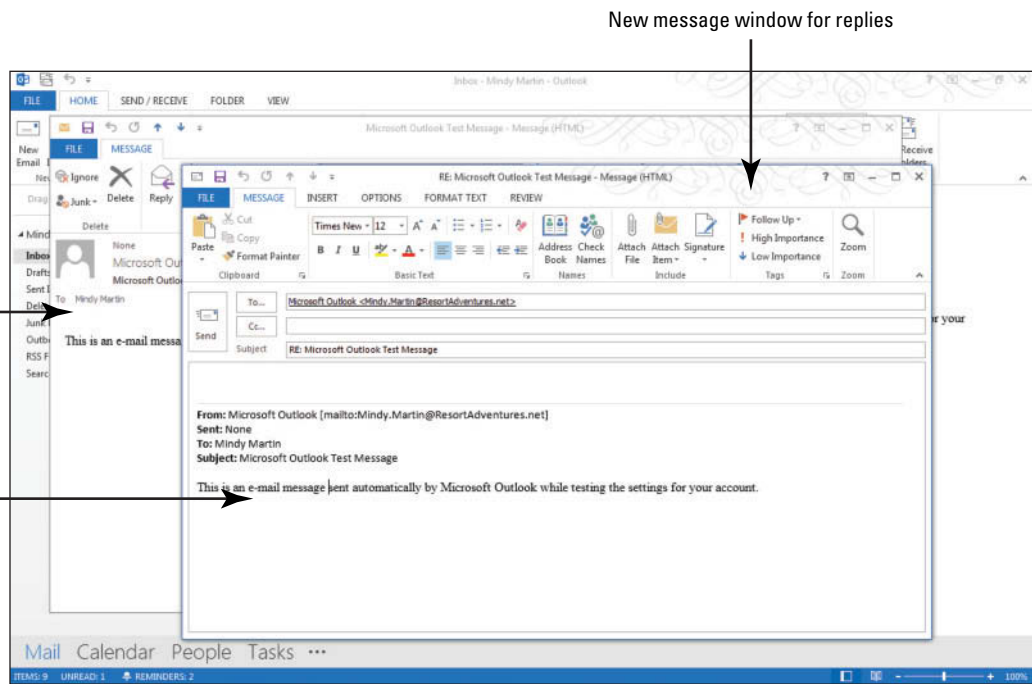 New message window for replies
Inbox - Mindy Martin - Outlook
FILE HOME SEND / RECEIVE FOLDER VIEW
Microsoft Outlook Test Message - Message (HTML)
FILE MESSAGE
New
Email
Ignore
Junk
Delete
Reply
Delete
Receive
RE: Microsoft Outlook Test Message - Message (HTML)
FILE MESSAGE INSERT OPTIONS FORMAT TEXT REVIEW
Paste
Cut
Copy
Format Painter
Clipboard
Times New 12
B I U
Basic Text
Address Book
Check Names
Names
Attach File
Attach Item
Signature
Include
Follow Up
High Importance
Low Importance
Tags
Zoom
Zoom
Drag
Mind
Inbox
Drafts
Sent I
Dele
Junk
Outb
RSS F
Searc
None
Microsoft Ou
Microsoft Outlo
To Mindy Martin
This is an e-mail messa
r your
Send
To... Microsoft Outlook <Mindy.Martin@ResortAdventures.net>
Cc...
Subject RE: Microsoft Outlook Test Message
From: Microsoft Outlook [mailto:Mindy.Martin@ResortAdventures.net]
Sent: None
To: Mindy Martin
Subject: Microsoft Outlook Test Message
This is an e-mail message sent automatically by Microsoft Outlook while testing the settings for your account.
Mail Calendar People Tasks ...
ITEMS: 9 UNREAD: 1 REMINDERS: 2 100%